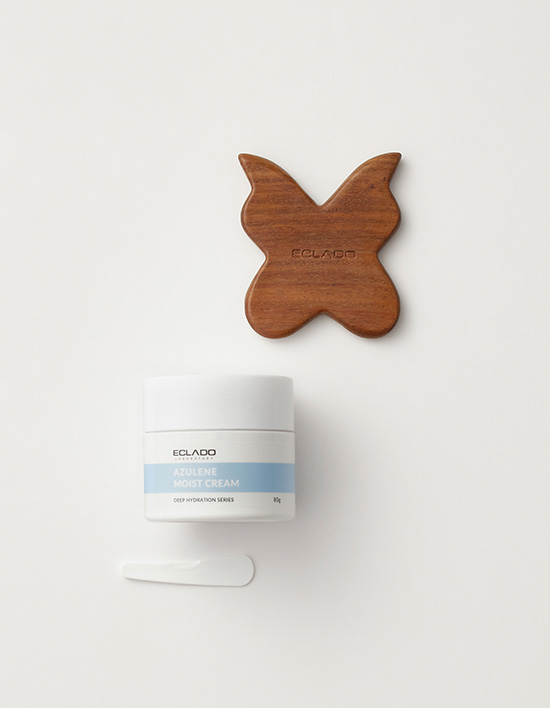 ECLADO
ECLADO
LABORATORY
AZULENE
MOIST CREAM
DEEP HYDRATION SERIES
80g